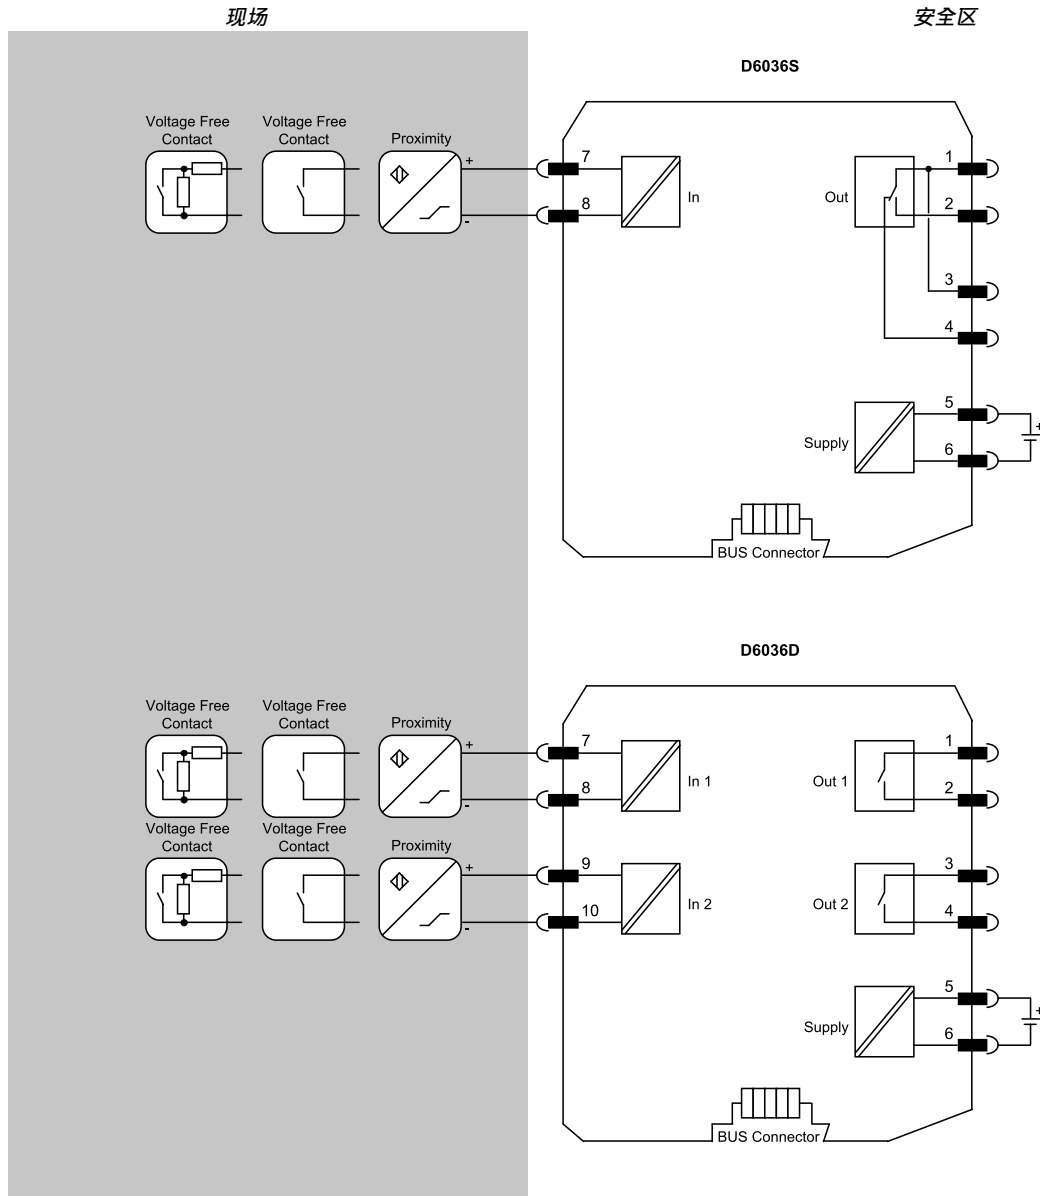 现场
安全区
D6036S
Voltage Free
Contact
Voltage Free
Contact
Proximity
+
-
7
8
In
Out
1
2
3
4
5
6
Supply
+
BUS Connector
D6036D
Voltage Free
Contact
Voltage Free
Contact
Proximity
+
-
7
8
In 1
Out 1
1
2
Voltage Free
Contact
Voltage Free
Contact
Proximity
+
-
9
10
In 2
Out 2
3
4
5
6
Supply
+
BUS Connector